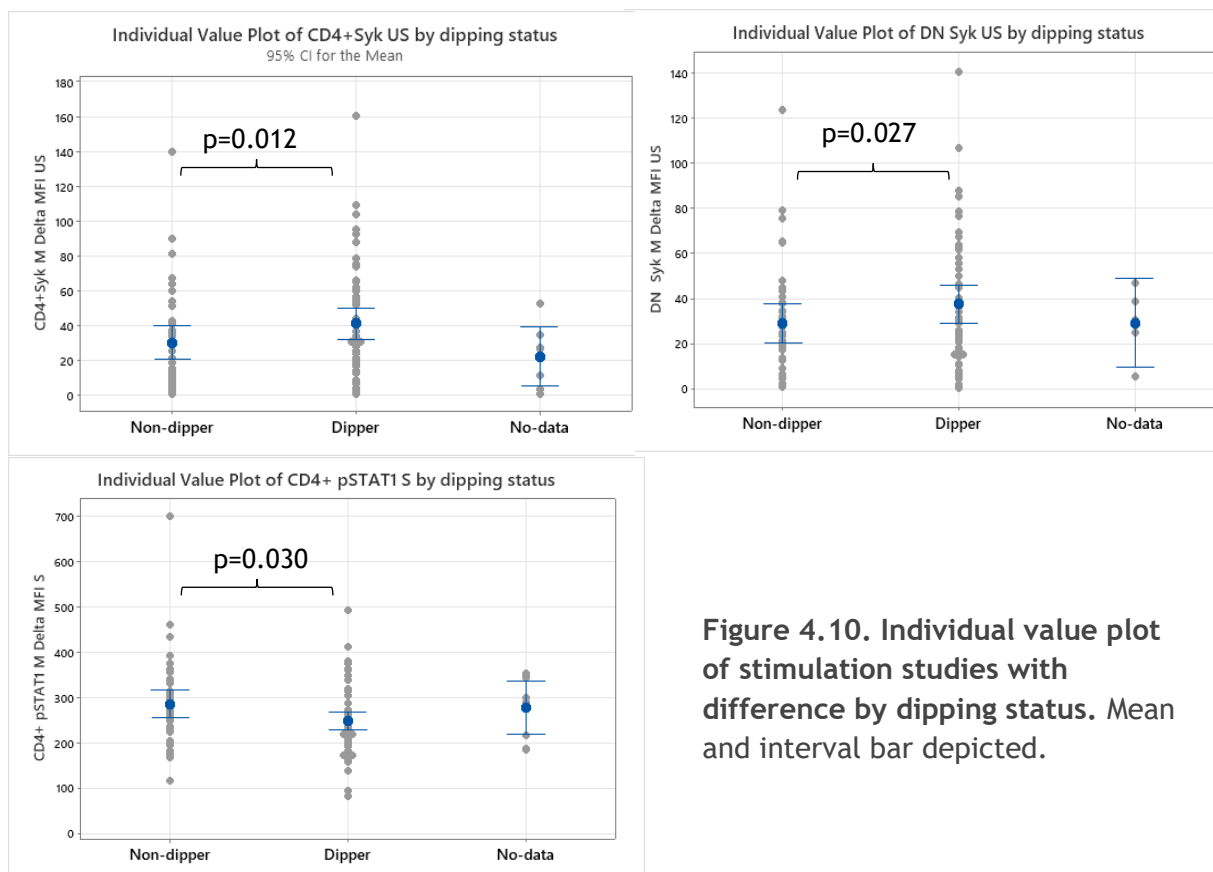 Individual Value Plot of CD4+Syk US by dipping status
95% CI for the Mean
CD4+Syk M Delta MFI US
180
160
140
120
100
80
60
40
20
0
p=0.012
Non-dipper
Dipper
No-data
Individual Value Plot of DN Syk US by dipping status
DN Syk M Delta MFI US
140
120
100
80
60
40
20
0
p=0.027
Non-dipper
Dipper
No-data
Individual Value Plot of CD4+ pSTAT1 S by dipping status
CD4+ pSTAT1 M Delta MFI S
700
600
500
400
300
200
100
0
p=0.030
Non-dipper
Dipper
No-data
Figure 4.10. Individual value plot
of stimulation studies with
difference by dipping status. Mean
and interval bar depicted.